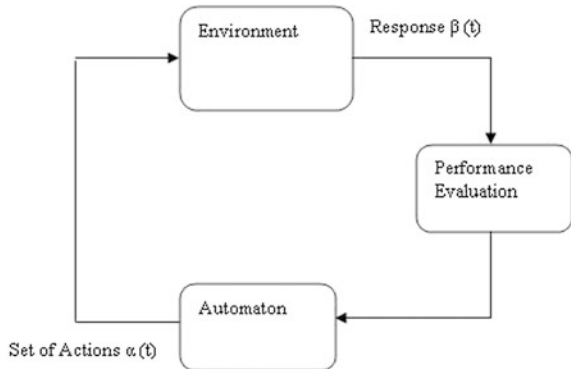 Environment
Response β (t)
Performance
Evaluation
Automaton
Set of Actions α (t)